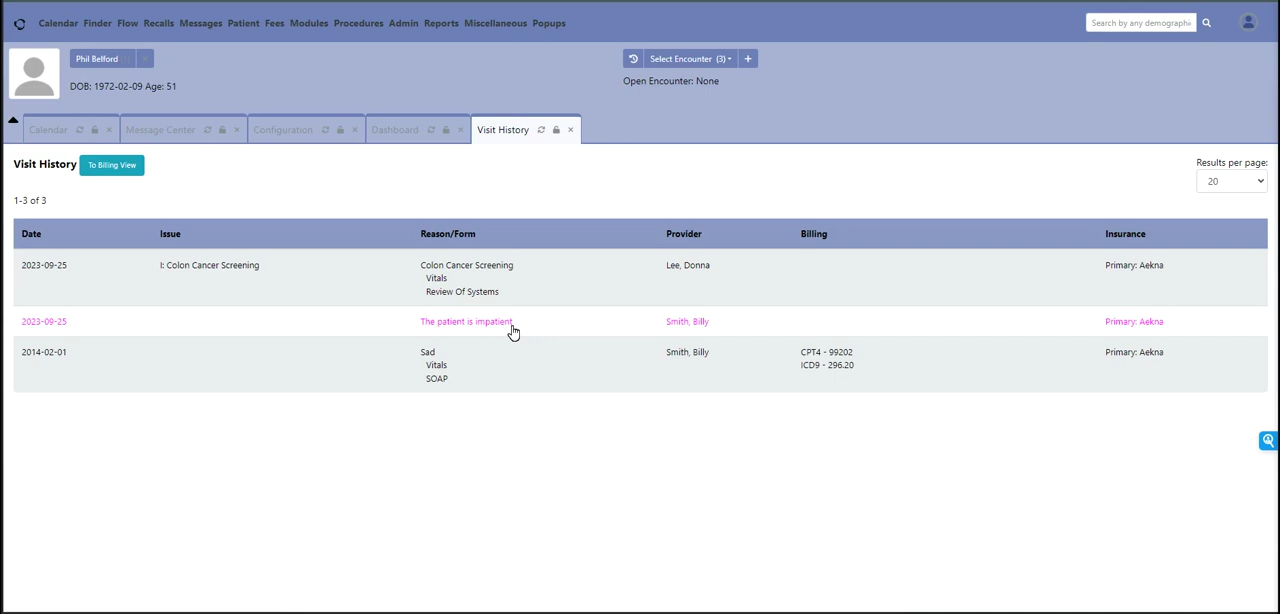 Calendar Finder Flow Recalls Messages Patient Fees Modules Procedures Admin Reports Miscellaneous Popups
Search by any demographi
Phil Belford
DOB: 1972-02-09 Age: 51
Select Encounter (3)
Open Encounter: None
Calendar Message Center Configuration Dashboard Visit History
Visit History To Billing View
Results per page:
20
1-3 of 3
Date Issue Reason/Form Provider Billing Insurance
2023-09-25 I: Colon Cancer Screening Colon Cancer Screening Lee, Donna Primary: Aekna
Vitals
Review Of Systems
2023-09-25 The patient is impatient Smith, Billy Primary: Aekna
2014-02-01 Sad Smith, Billy CPT4 - 99202 Primary: Aekna
Vitals ICD9 - 296.20
SOAP